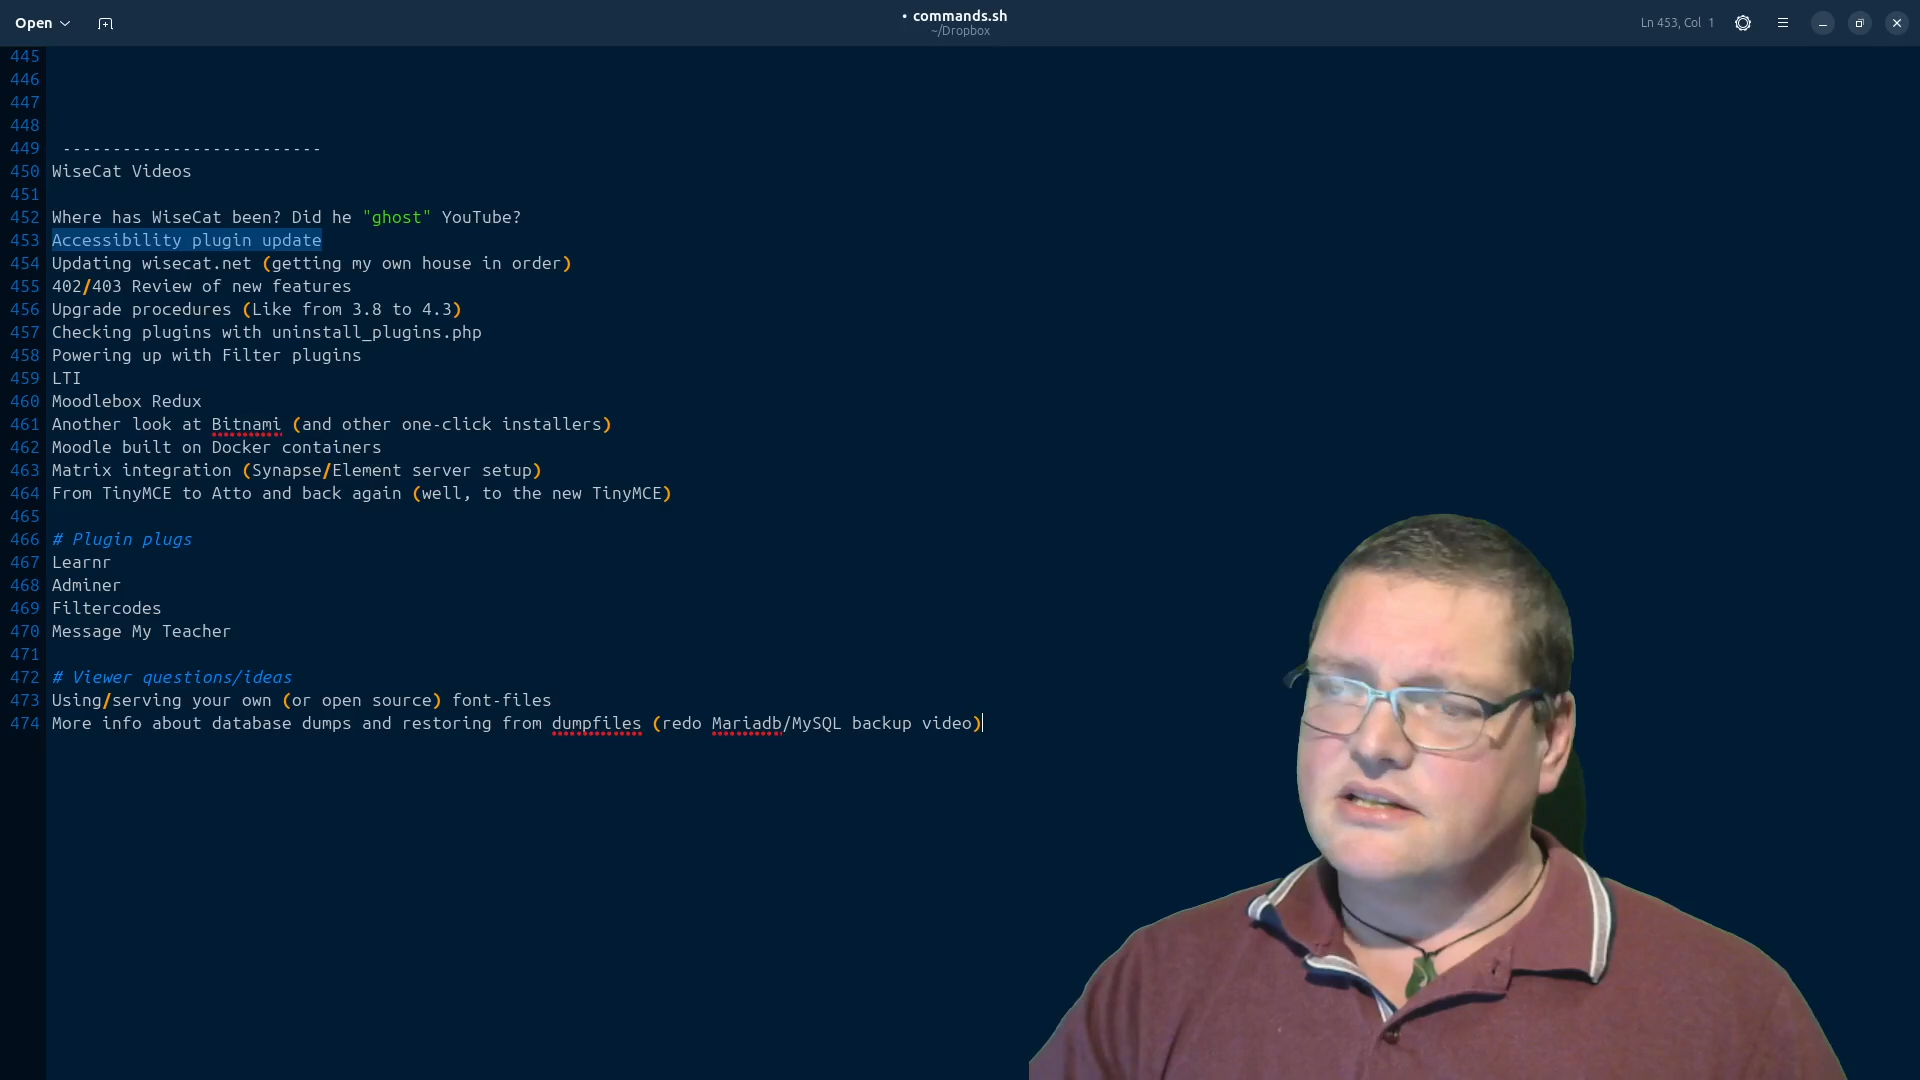 Open
• commands.sh
~/Dropbox
Ln 453, Col 1
445
446
447
448
449 --------------------------
450 WiseCat Videos
451
452 Where has WiseCat been? Did he "ghost" YouTube?
453 Accessibility plugin update
454 Updating wisecat.net (getting my own house in order)
455 402/403 Review of new features
456 Upgrade procedures (Like from 3.8 to 4.3)
457 Checking plugins with uninstall_plugins.php
458 Powering up with Filter plugins
459 LTI
460 Moodlebox Redux
461 Another look at Bitnami (and other one-click installers)
462 Moodle built on Docker containers
463 Matrix integration (Synapse/Element server setup)
464 From TinyMCE to Atto and back again (well, to the new TinyMCE)
465
466 # Plugin plugs
467 Learnr
468 Adminer
469 Filtercodes
470 Message My Teacher
471
472 # Viewer questions/ideas
473 Using/serving your own (or open source) font-files
474 More info about database dumps and restoring from dumpfiles (redo Mariadb/MySQL backup video)